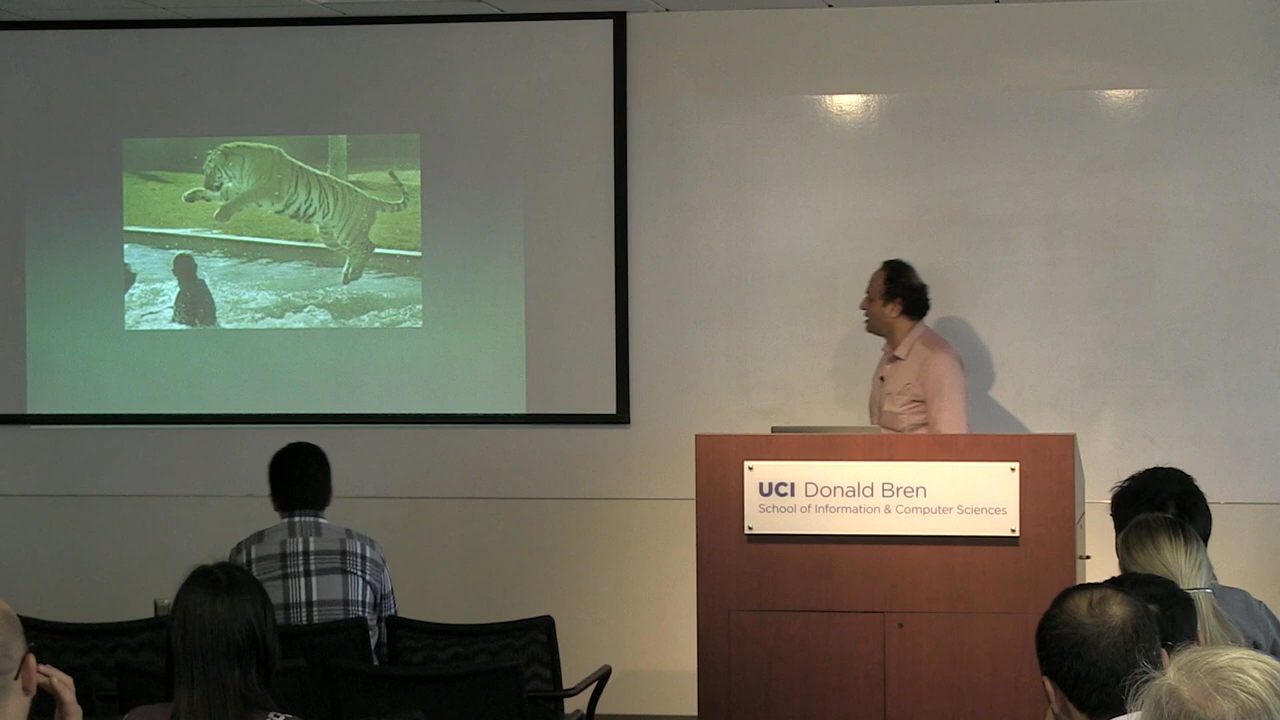 UCI Donald Bren
School of Information & Computer Sciences